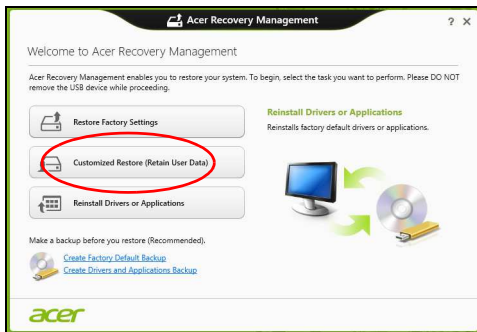 Acer Recovery Management
? X
Welcome to Acer Recovery Management
Acer Recovery Management enables you to restore your system. To begin, select the task you want to perform. Please DO NOT
remove the USB device while proceeding.
Restore Factory Settings
Customized Restore (Retain User Data)
Reinstall Drivers or Applications
Reinstall Drivers or Applications
Reinstalls factory default drivers or applications.
Make a backup before you restore (Recommended).
Create Factory Default Backup
Create Drivers and Applications Backup
acer